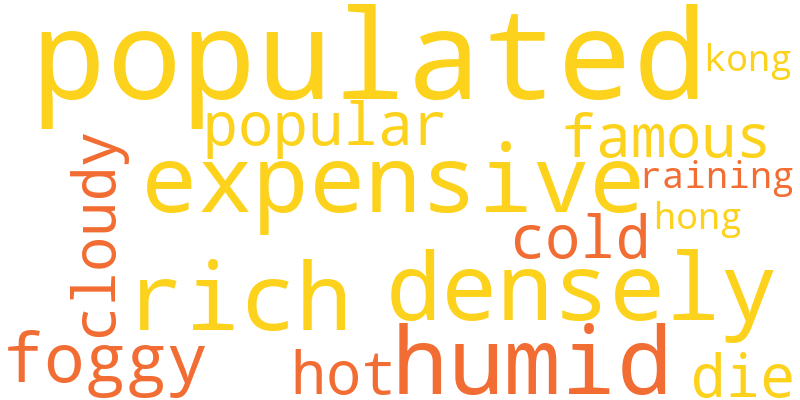 populated
kong
popular
famous
expensive
raining
cloudy
hong
cold
rich
densely
foggy
hot
humid
die